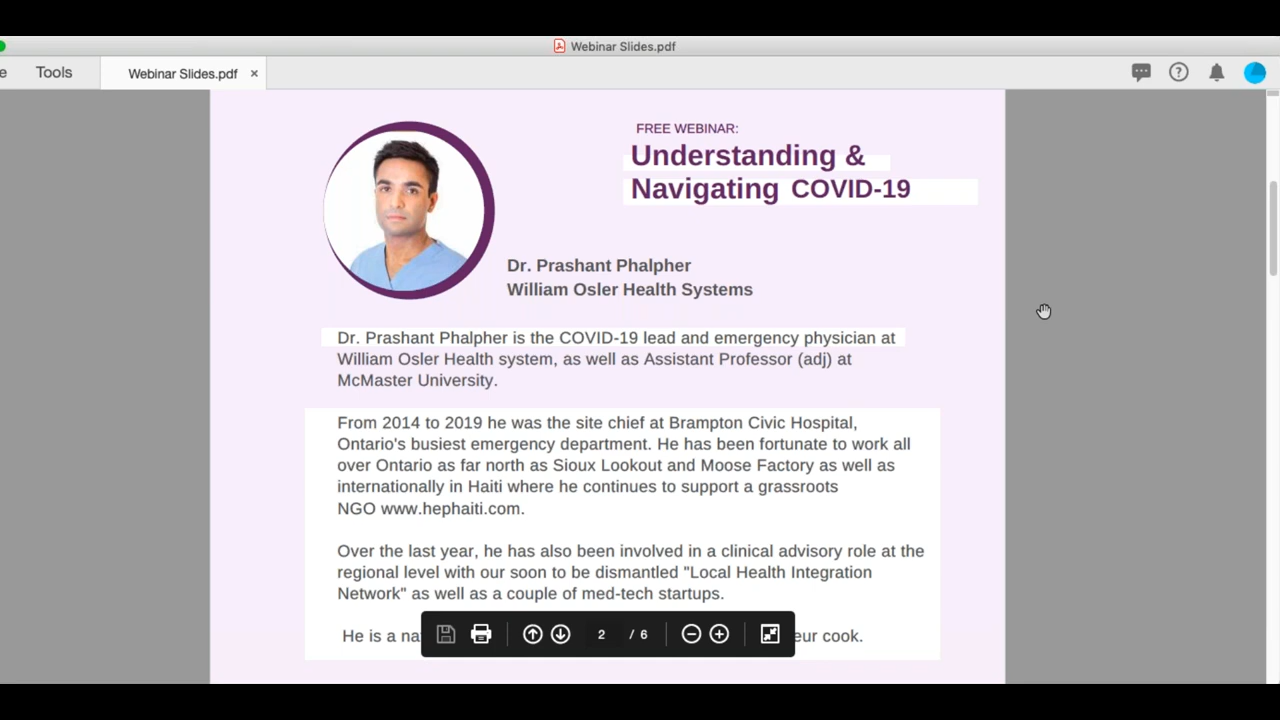 Webinar Slides.pdf
e Tools Webinar Slides.pdf ×
FREE WEBINAR:
Understanding &
Navigating COVID-19
Dr. Prashant Phalpher
William Osler Health Systems
Dr. Prashant Phalpher is the COVID-19 lead and emergency physician at
William Osler Health system, as well as Assistant Professor (adj) at
McMaster University.
From 2014 to 2019 he was the site chief at Brampton Civic Hospital,
Ontario's busiest emergency department. He has been fortunate to work all
over Ontario as far north as Sioux Lookout and Moose Factory as well as
internationally in Haiti where he continues to support a grassroots
NGO www.hephaiti.com.
Over the last year, he has also been involved in a clinical advisory role at the
regional level with our soon to be dismantled "Local Health Integration
Network" as well as a couple of med-tech startups.
He is a na eur cook.
2 / 6